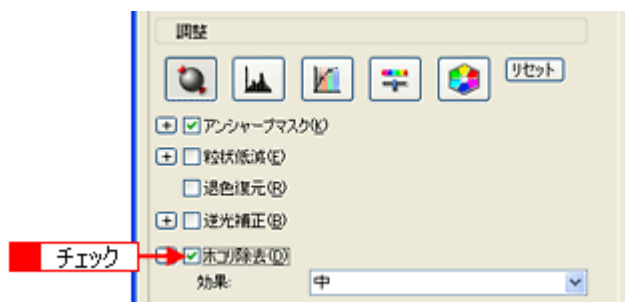 調整
リセット
アンシャープマスク(K)
粒状低減(E)
退色復元(R)
逆光補正(B)
チェック
ホコリ除去(D)
効果:
中